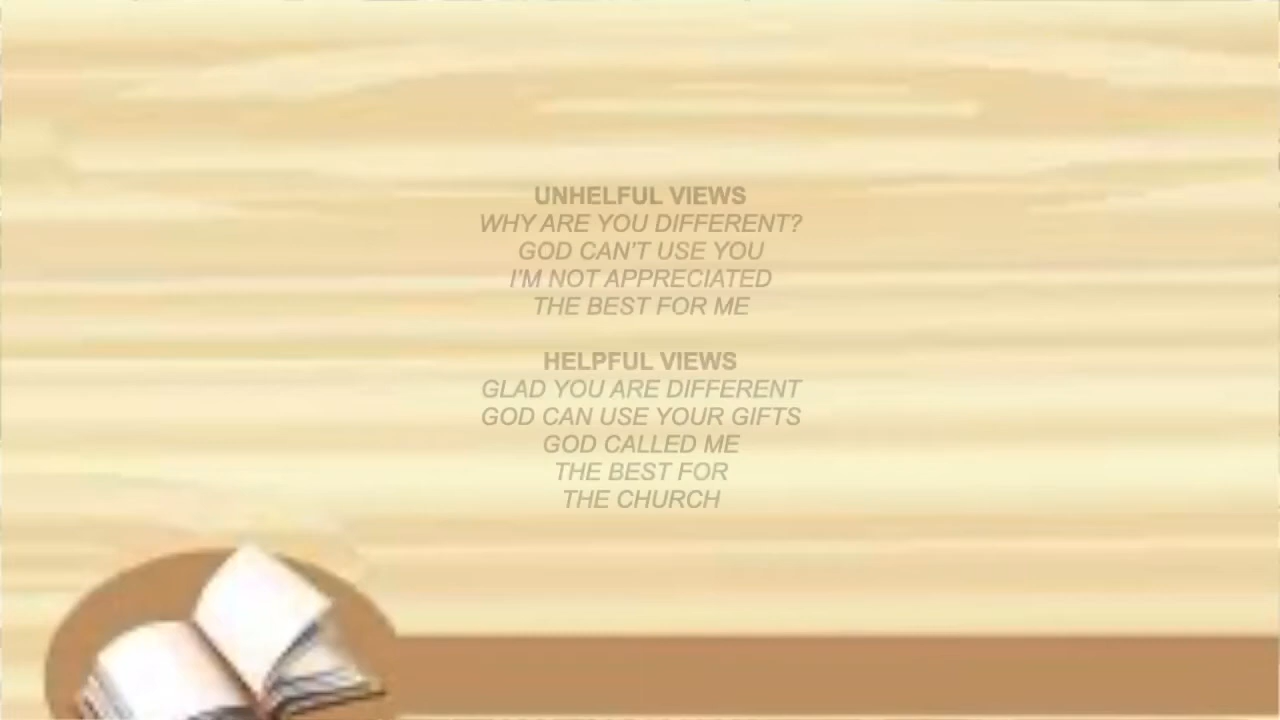 UNHELFUL VIEWS
WHY ARE YOU DIFFERENT?
GOD CAN'T USE YOU
I'M NOT APPRECIATED
THE BEST FOR ME
HELPFUL VIEWS
GLAD YOU ARE DIFFERENT
GOD CAN USE YOUR GIFTS
GOD CALLED ME
THE BEST FOR
THE CHURCH